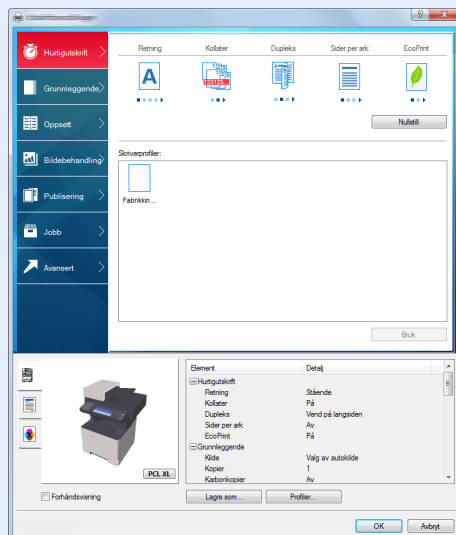 Hurtigutskrift
Grunnleggende
Oppsett
Bildebehandling
Publisering
Jobb
Avansert
Retning Kollater Dupleks Sider per ark EcoPrint
A 123123 A C
Nullstill
Skriverprofiler:
Fabrikkin...
Bruk
PCL XL
Forhåndsvisning
Element Detalj
Hurtigutskrift
Retning Stående
Kollater På
Dupleks Vend på langsiden
Sider per ark Av
EcoPrint På
Grunnleggende
Kilde Valg av autokilde
Kopier 1
Karbonkopier Av
Lagre som... Profiler...
OK Avbryt